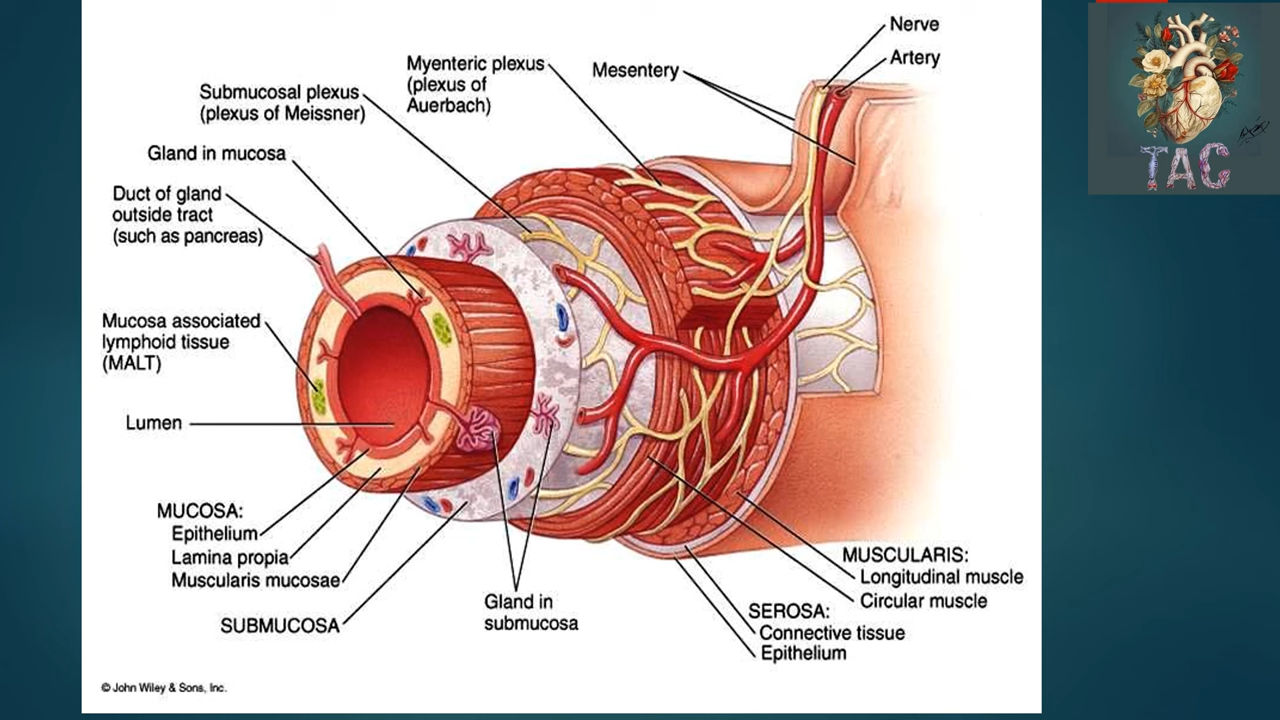 Nerve
Artery
Mesentery
Myenteric plexus
(plexus of
Auerbach)
Submucosal plexus
(plexus of Meissner)
Gland in mucosa
Duct of gland
outside tract
(such as pancreas)
Mucosa associated
lymphoid tissue
(MALT)
Lumen
MUCOSA:
Epithelium
Lamina propia
Muscularis mucosae
SUBMUCOSA
Gland in
submucosa
MUSCULARIS:
Longitudinal muscle
Circular muscle
SEROSA:
Connective tissue
Epithelium
© John Wiley & Sons, Inc.
TAC